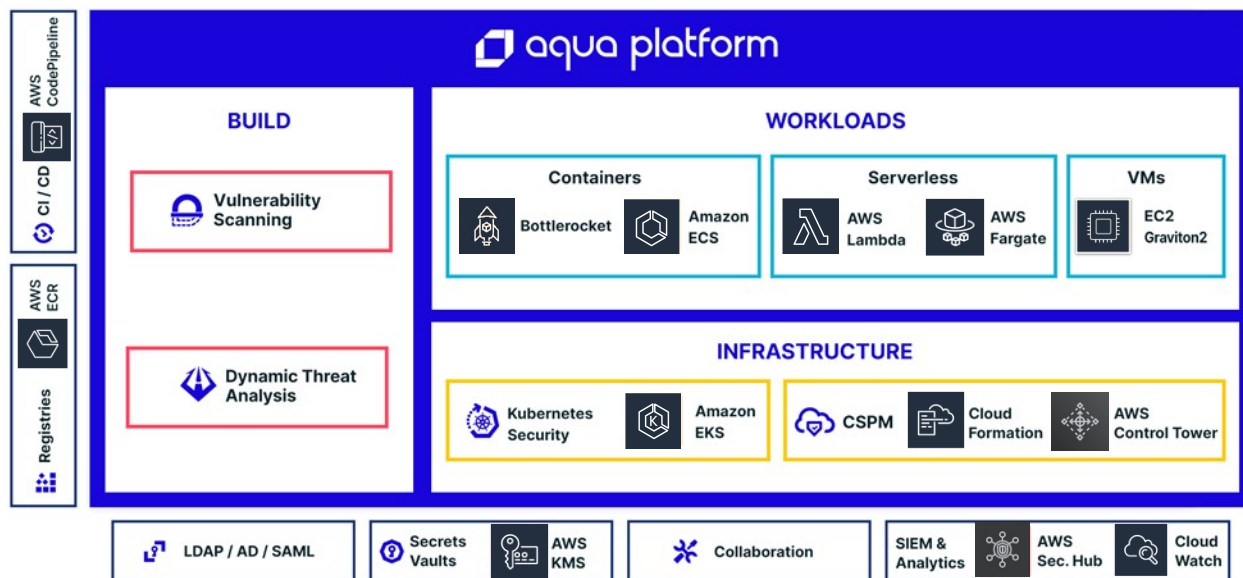 aqua platform
AWS
CodePipeline
CI / CD
AWS
ECR
Registries
BUILD
Vulnerability
Scanning
Dynamic Threat
Analysis
WORKLOADS
Containers
Bottlerocket
Amazon
ECS
Serverless
AWS
Lambda
AWS
Fargate
VMs
EC2
Graviton2
INFRASTRUCTURE
Kubernetes
Security
K
Amazon
EKS
CSPM
Cloud
Formation
AWS
Control Tower
LDAP / AD / SAML
Secrets
Vaults
AWS
KMS
Collaboration
SIEM &
Analytics
AWS
Sec. Hub
Cloud
Watch